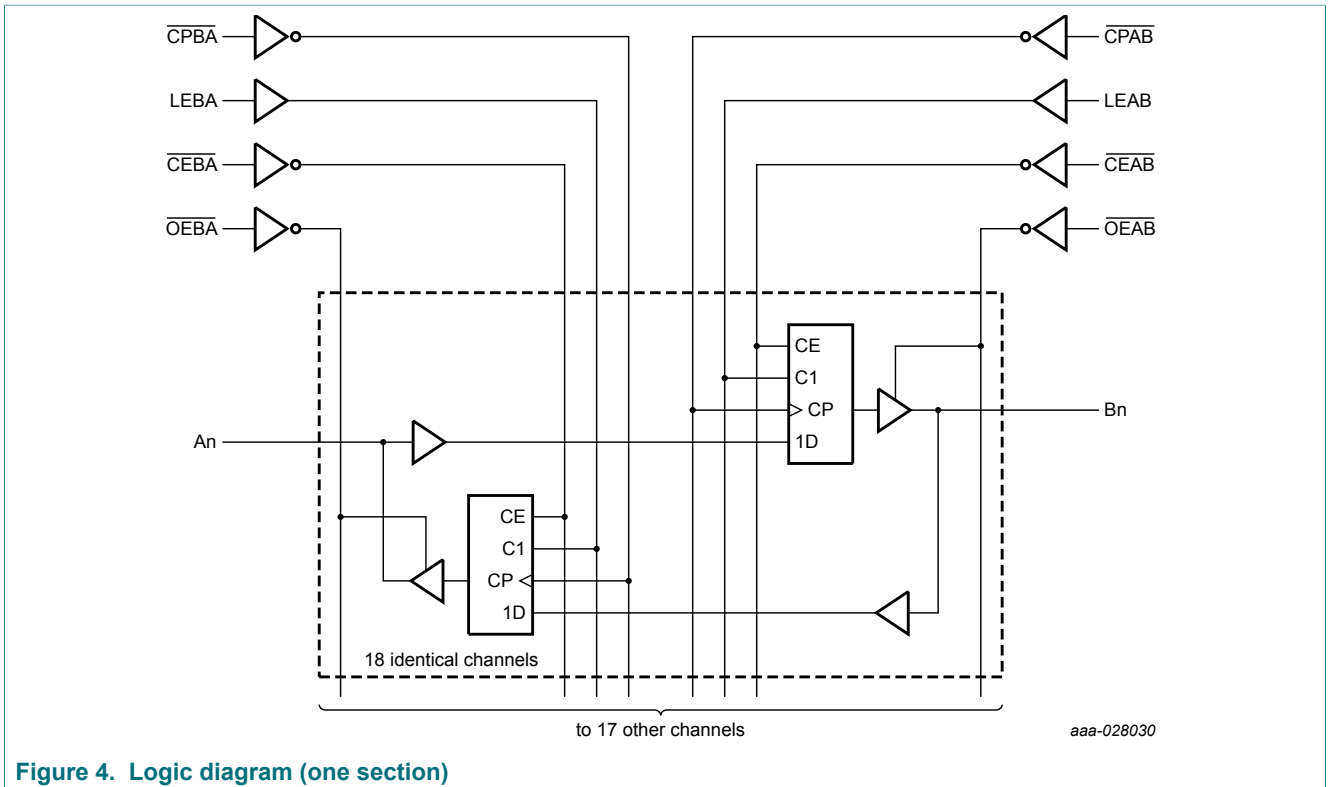 CPBA
CPAB
LEBA
LEAB
CEBA
CEAB
OEBA
OEAB
CE
C1
CP
1D
Bn
An
CE
C1
CP
1D
18 identical channels
to 17 other channels
aaa-028030
Figure 4. Logic diagram (one section)